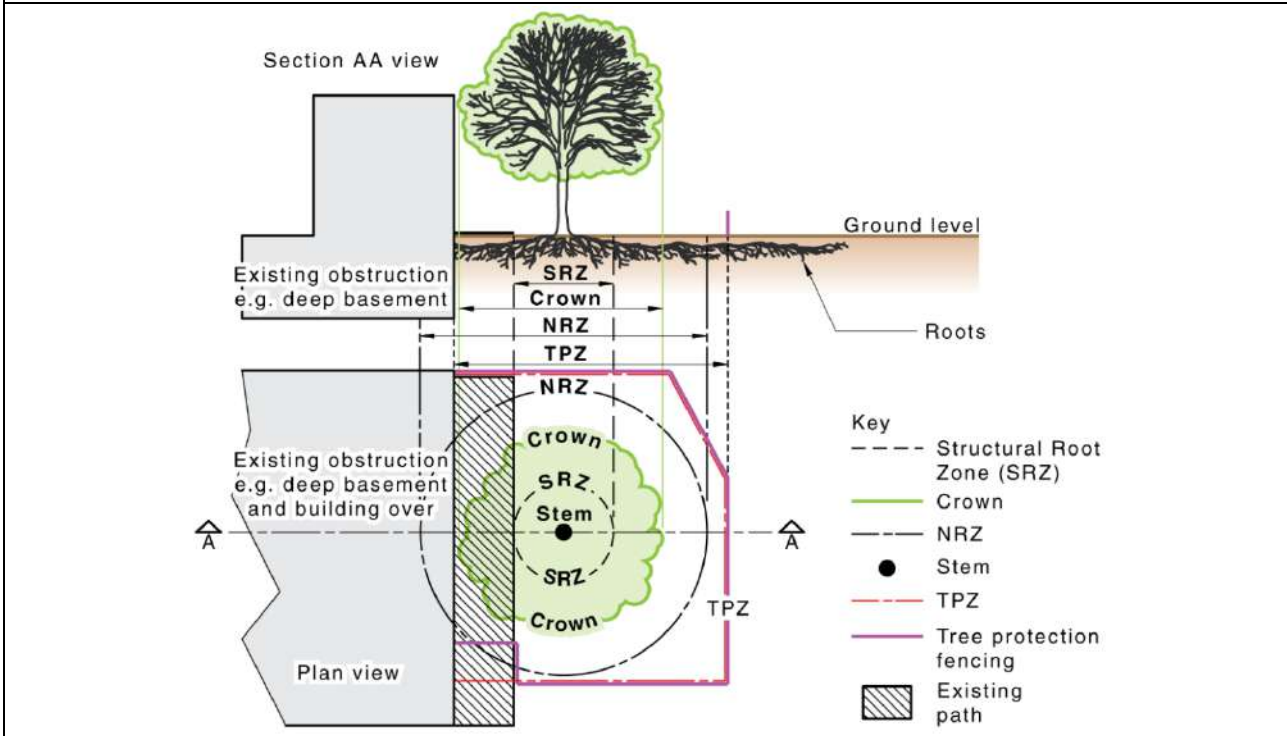 Section AA view
Ground level
Existing obstruction
e.g. deep basement
SRZ
Crown
NRZ
TPZ
Roots
NRZ
Existing obstruction
e.g. deep basement
and building over
Crown
SRZ
Stem
A
A
SRZ
Crown
TPZ
Plan view
Key
Structural Root
Zone (SRZ)
Crown
NRZ
Stem
TPZ
Tree protection
fencing
Existing
path